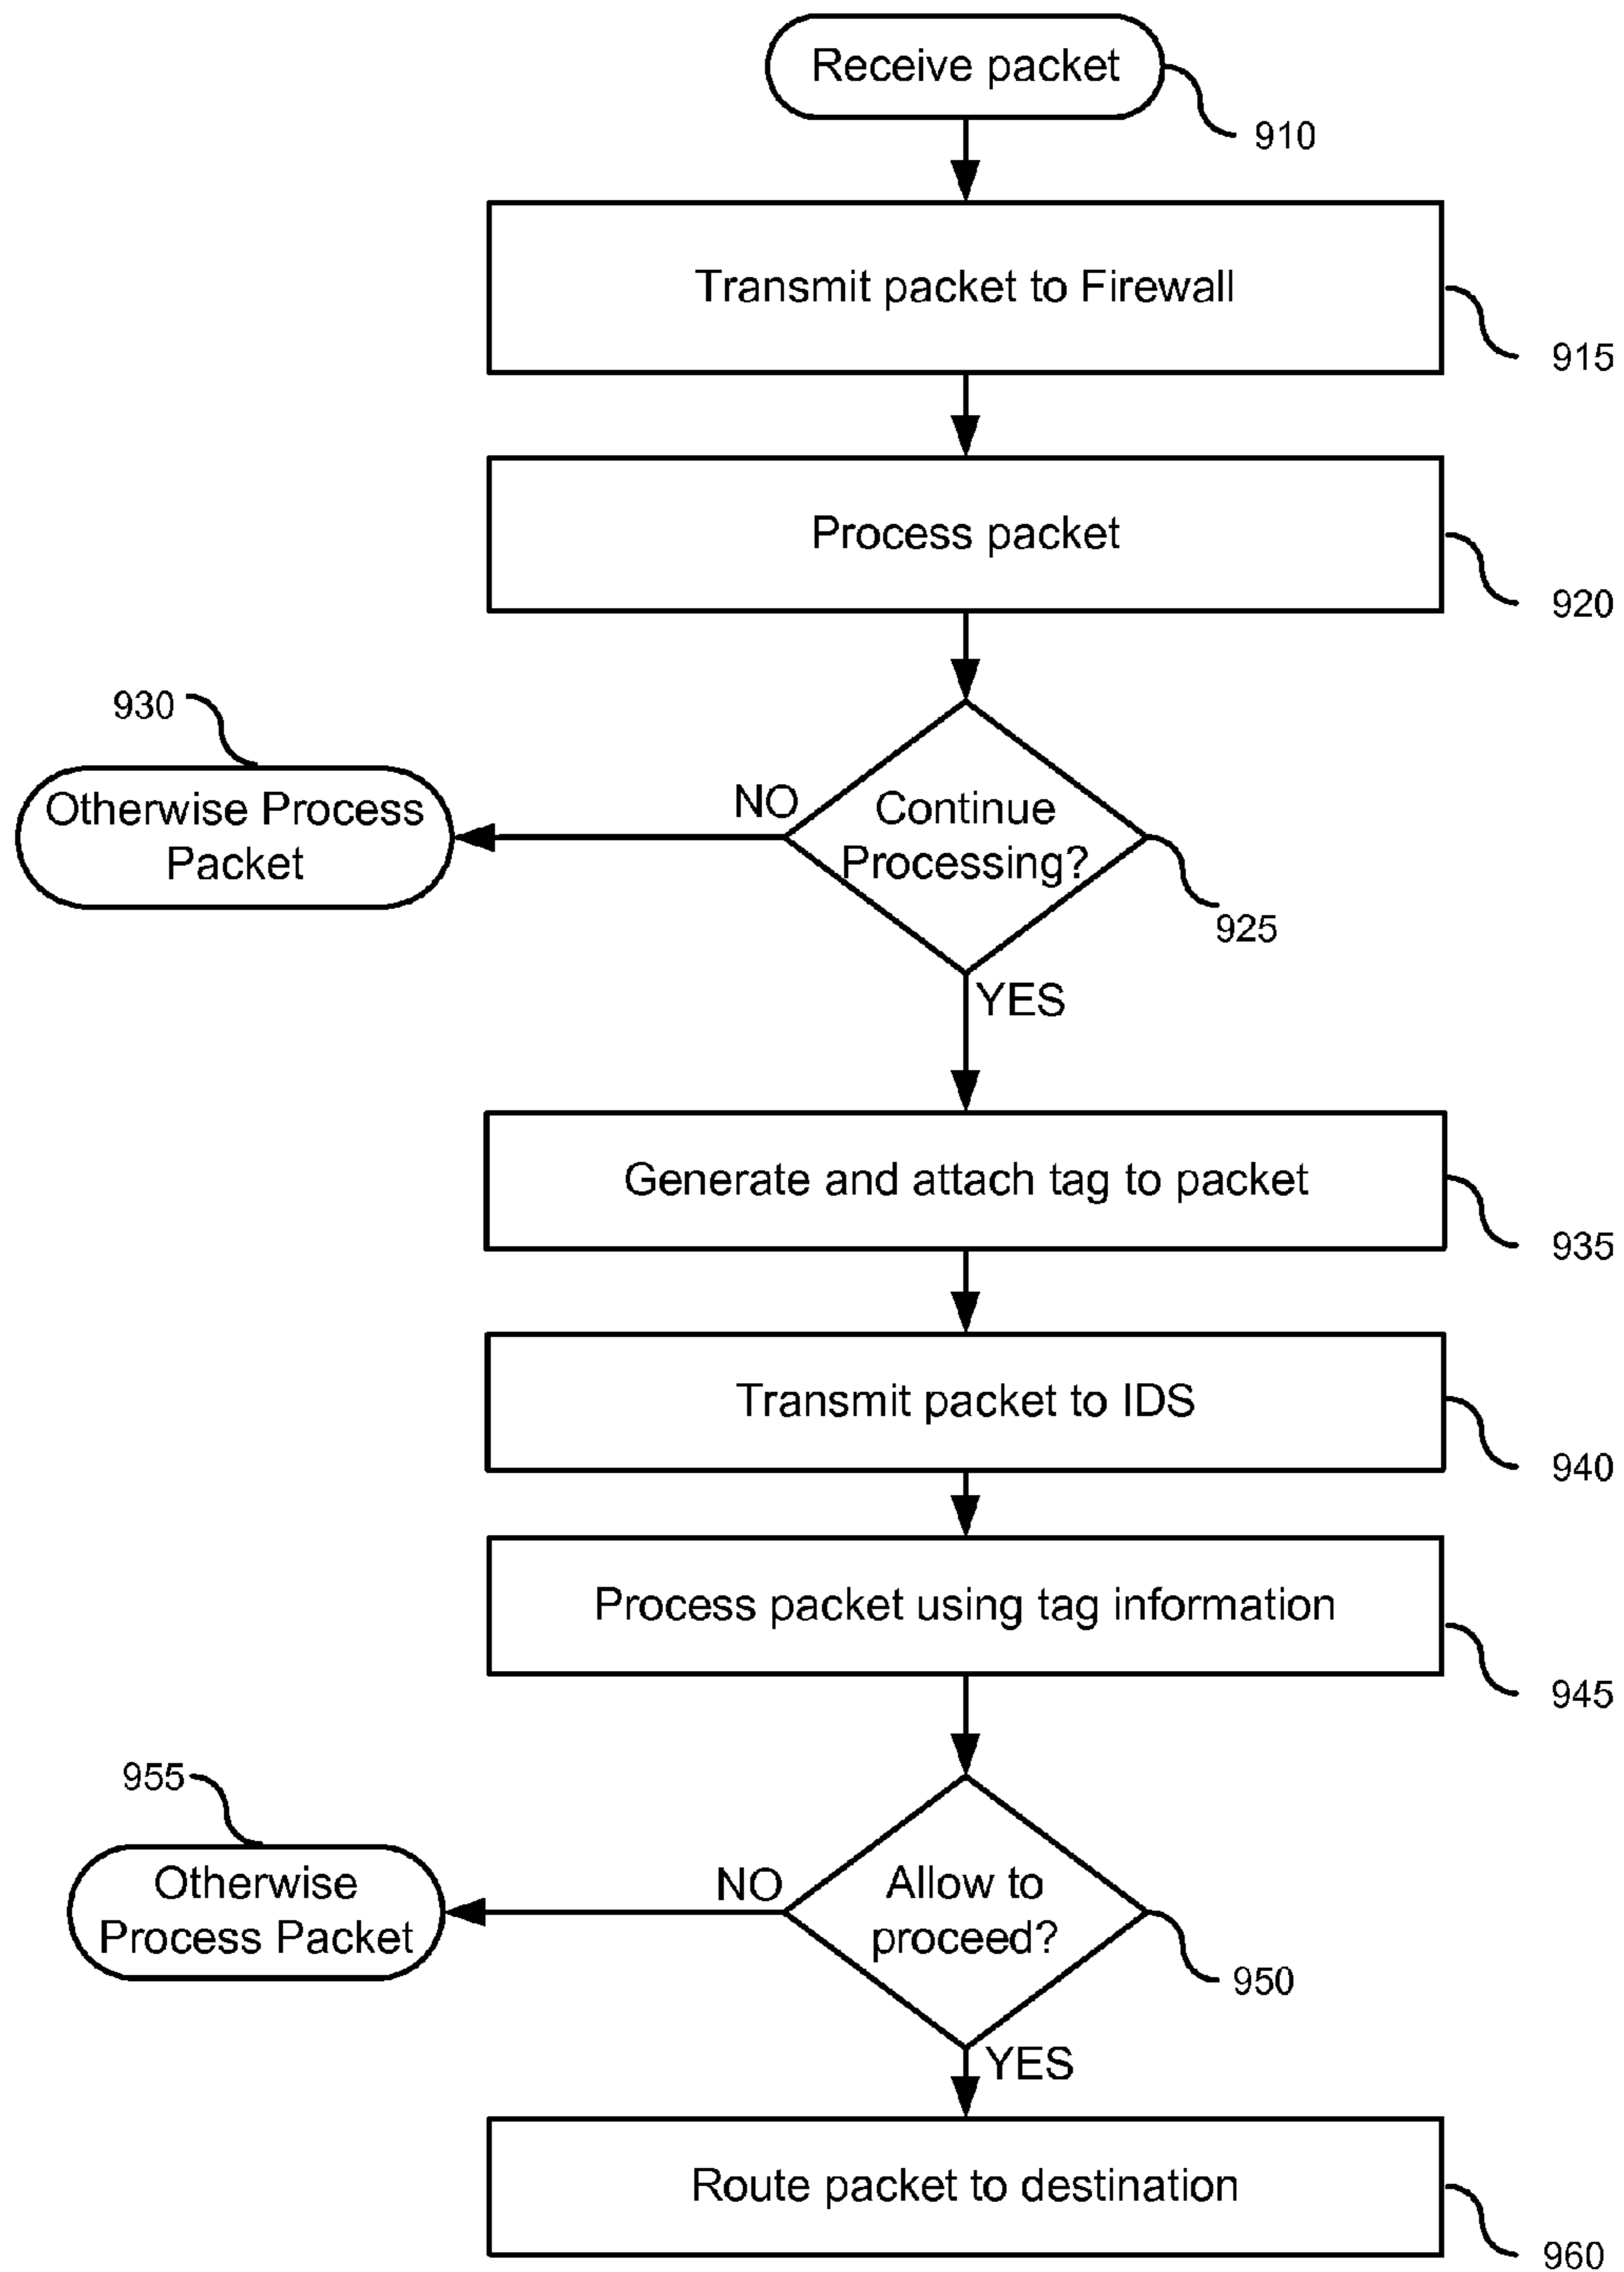 Receive packet
910
Transmit packet to Firewall
915
Process packet
920
930
Otherwise Process
Packet
NO
Continue
Processing?
925
YES
Generate and attach tag to packet
935
Transmit packet to IDS
940
Process packet using tag information
945
955
Otherwise
Process Packet
NO
Allow to
proceed?
950
YES
Route packet to destination
960